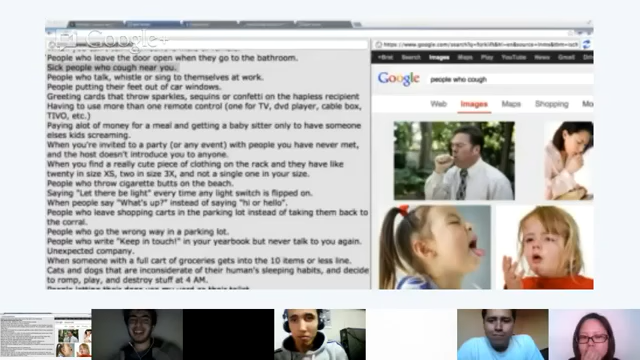 Google+
People who leave the door open when they go to the bathroom.
Sick people who cough near you.
People who talk, whistle or sing to themselves at work.
People putting their feet out of car windows.
Greeting cards that throw sparkles, sequins or confetti on the hapless recipient
Having to use more than one remote control (one for TV, dvd player, cable box,
TIVO, etc.)
Paying alot of money for a meal and getting a baby sitter only to have someone
elses kids screaming.
When you're invited to a party (or any event) with people you have never met,
and the host doesn't introduce you to anyone.
When you find a really cute piece of clothing on the rack and they have like
twenty in size XS, two in size 3X, and not a single one in your size.
People who throw cigarette butts on the beach.
Saying "Let there be light" every time any light switch is flipped on.
When people say "What's up?" instead of saying "hi or hello".
People who leave shopping carts in the parking lot instead of taking them back to
the corral.
People who go the wrong way in a parking lot.
People who write "Keep in touch!" in your yearbook but never talk to you again.
Unexpected company.
When someone with a full cart of groceries gets into the 10 items or less line.
Cats and dogs that are inconsiderate of their human's sleeping habits, and decide
to romp, play, and destroy stuff at 4 AM.
People letting their dogs use my yard as their toilet.
Search Images Maps Play YouTube News Gmail
Google people who cough
Web Images Maps Shopping